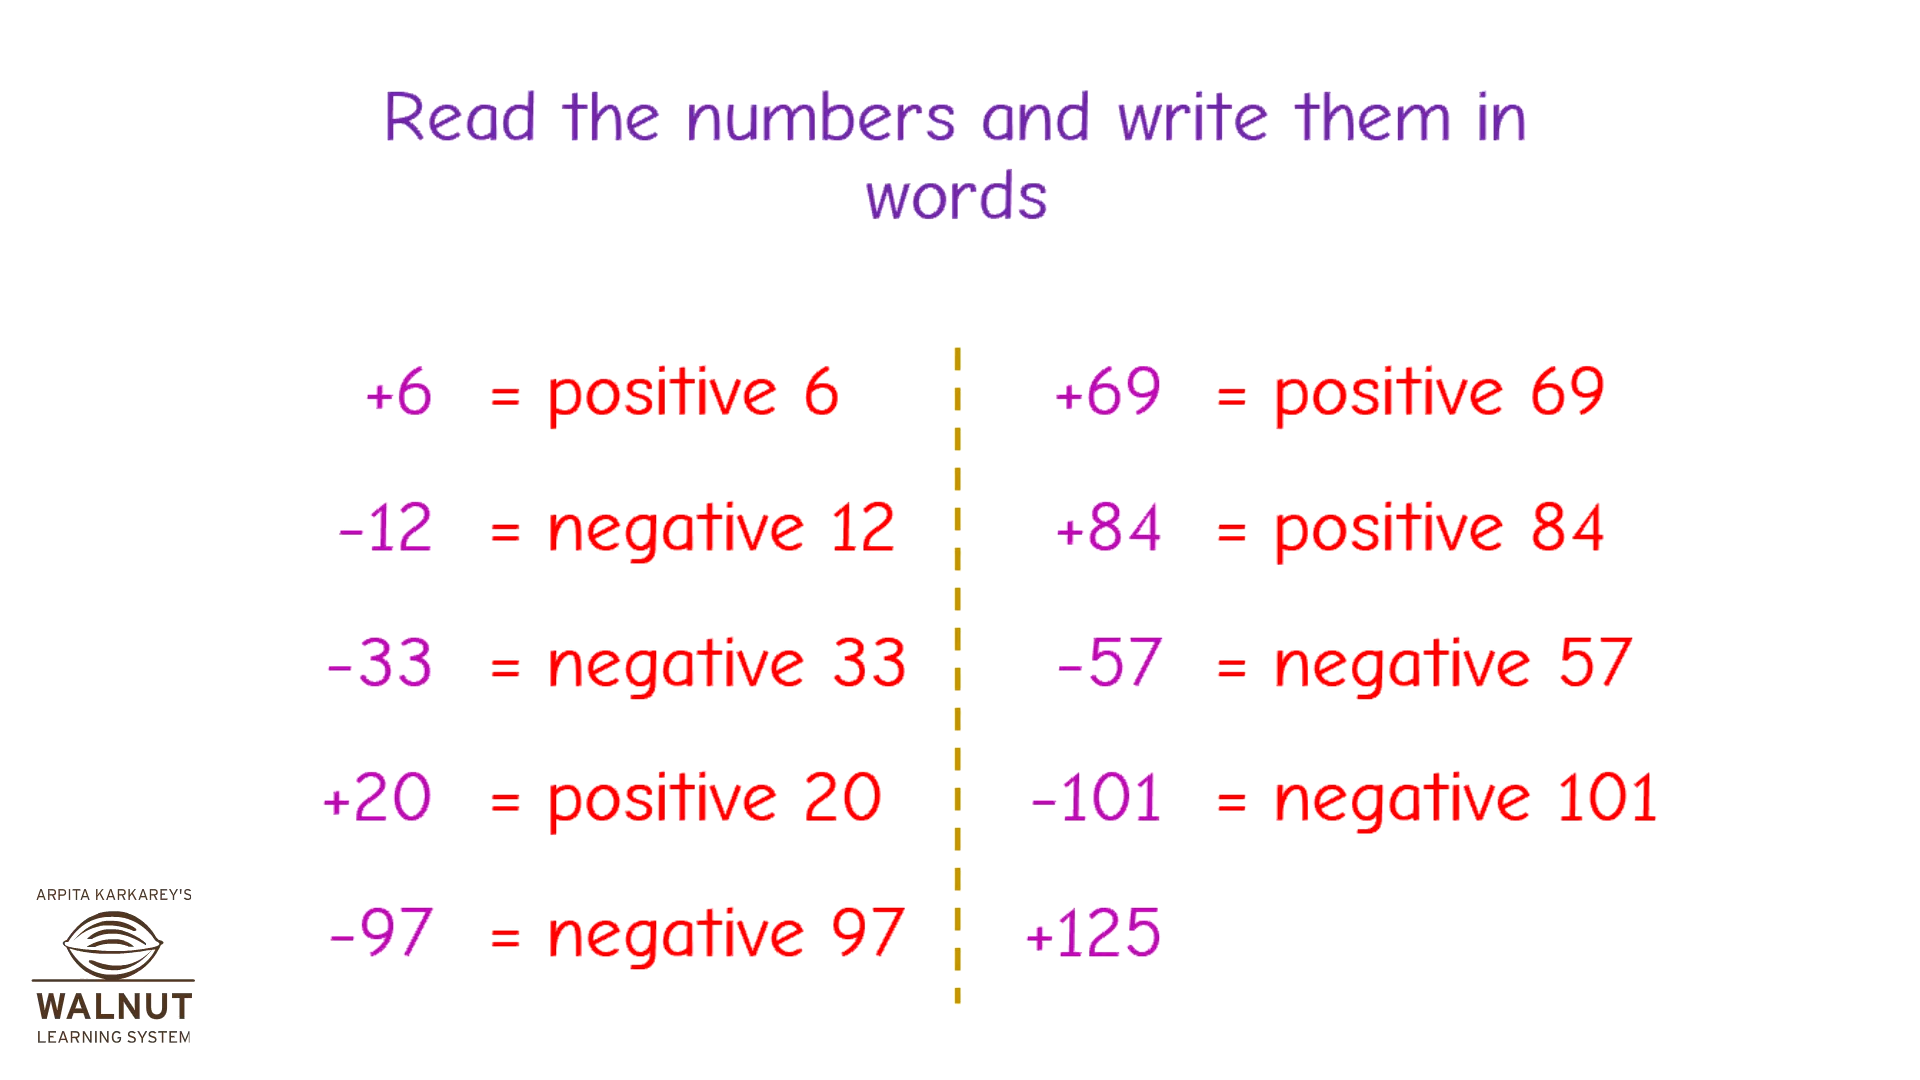 Read the numbers and write them in
words
+6 = positive 6
-12 = negative 12
-33 = negative 33
+20 = positive 20
-97 = negative 97
+69 = positive 69
+84 = positive 84
-57 = negative 57
-101 = negative 101
+125
ARPITA KARKAREY'S
WALNUT
LEARNING SYSTEM